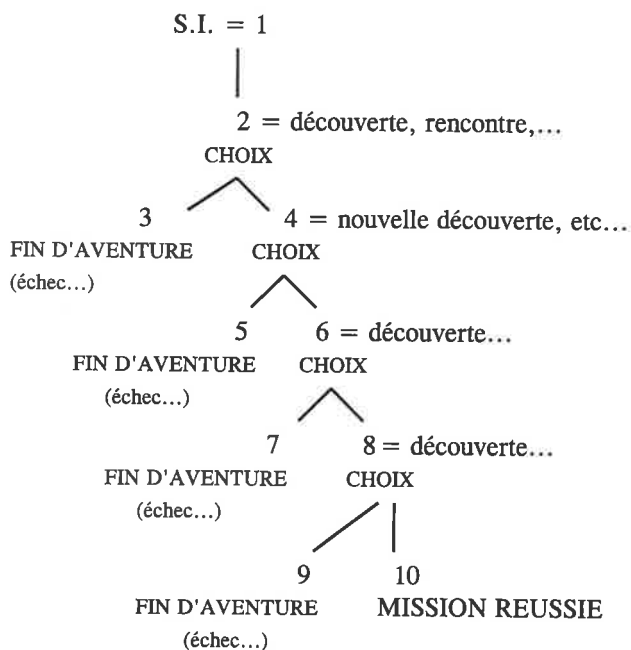 S.I. = 1
2 = découverte, rencontre,...
CHOIX
3 4 = nouvelle découverte, etc...
FIN D'AVENTURE CHOIX
(échec...)
5 6 = découverte...
FIN D'AVENTURE CHOIX
(échec...)
7 8 = découverte...
FIN D'AVENTURE CHOIX
(échec...)
9 10
FIN D'AVENTURE MISSION REUSSIE
(échec...)